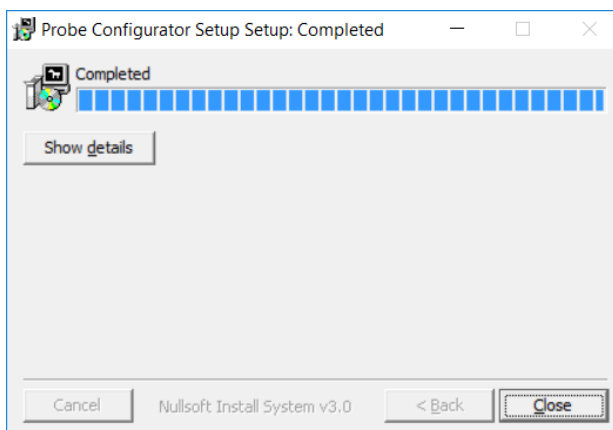 Probe Configurator Setup Setup: Completed
Completed
Show details
Cancel Nullsoft Install System v3.0 < Back Close